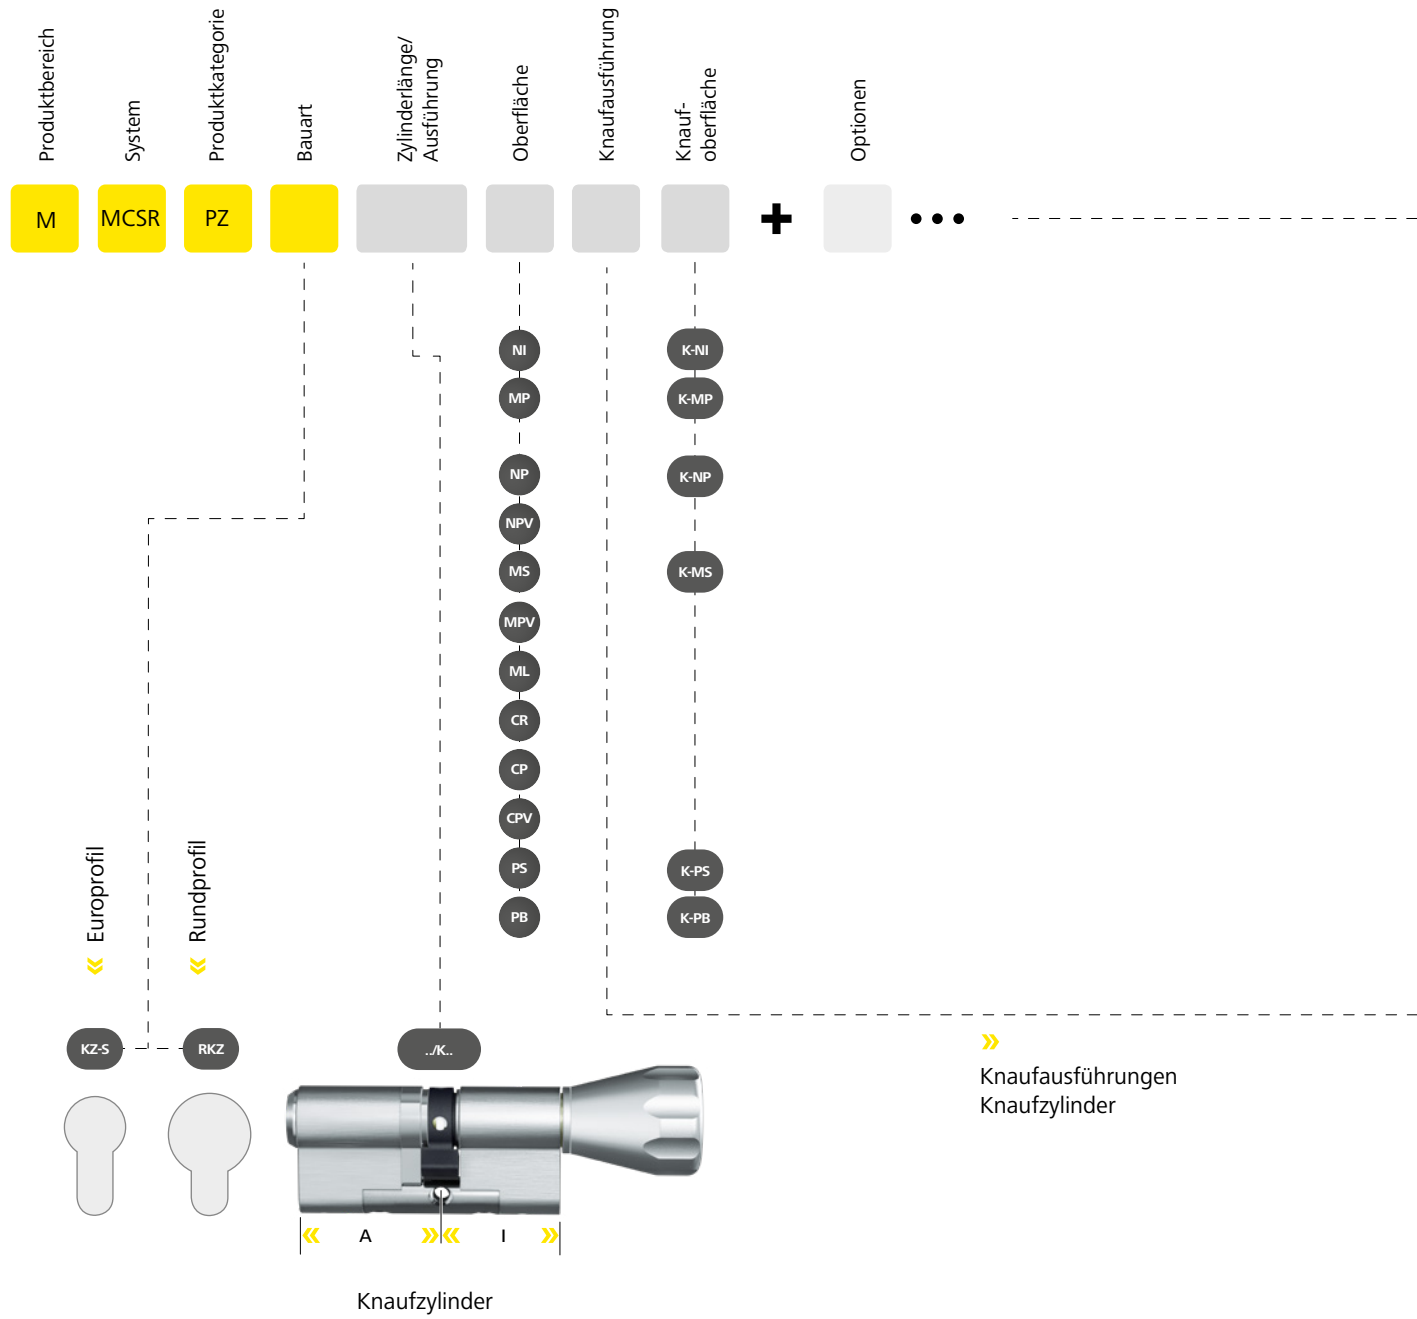 Produktbereich
System
Produktkategorie
Bauart
Zylinderlänge/
Ausführung
Oberfläche
Knaufausführung
Knauf-
oberfläche
Optionen
M
MCSR
PZ
NI
MP
NP
NPV
MS
MPV
ML
CR
CP
CPV
PS
PB
K-NI
K-MP
K-NP
K-MS
K-PS
K-PB
Europrofil
Rundprofil
KZ-S
RKZ
../K..
Knaufausführungen
Knaufzylinder
A
I
Knaufzylinder